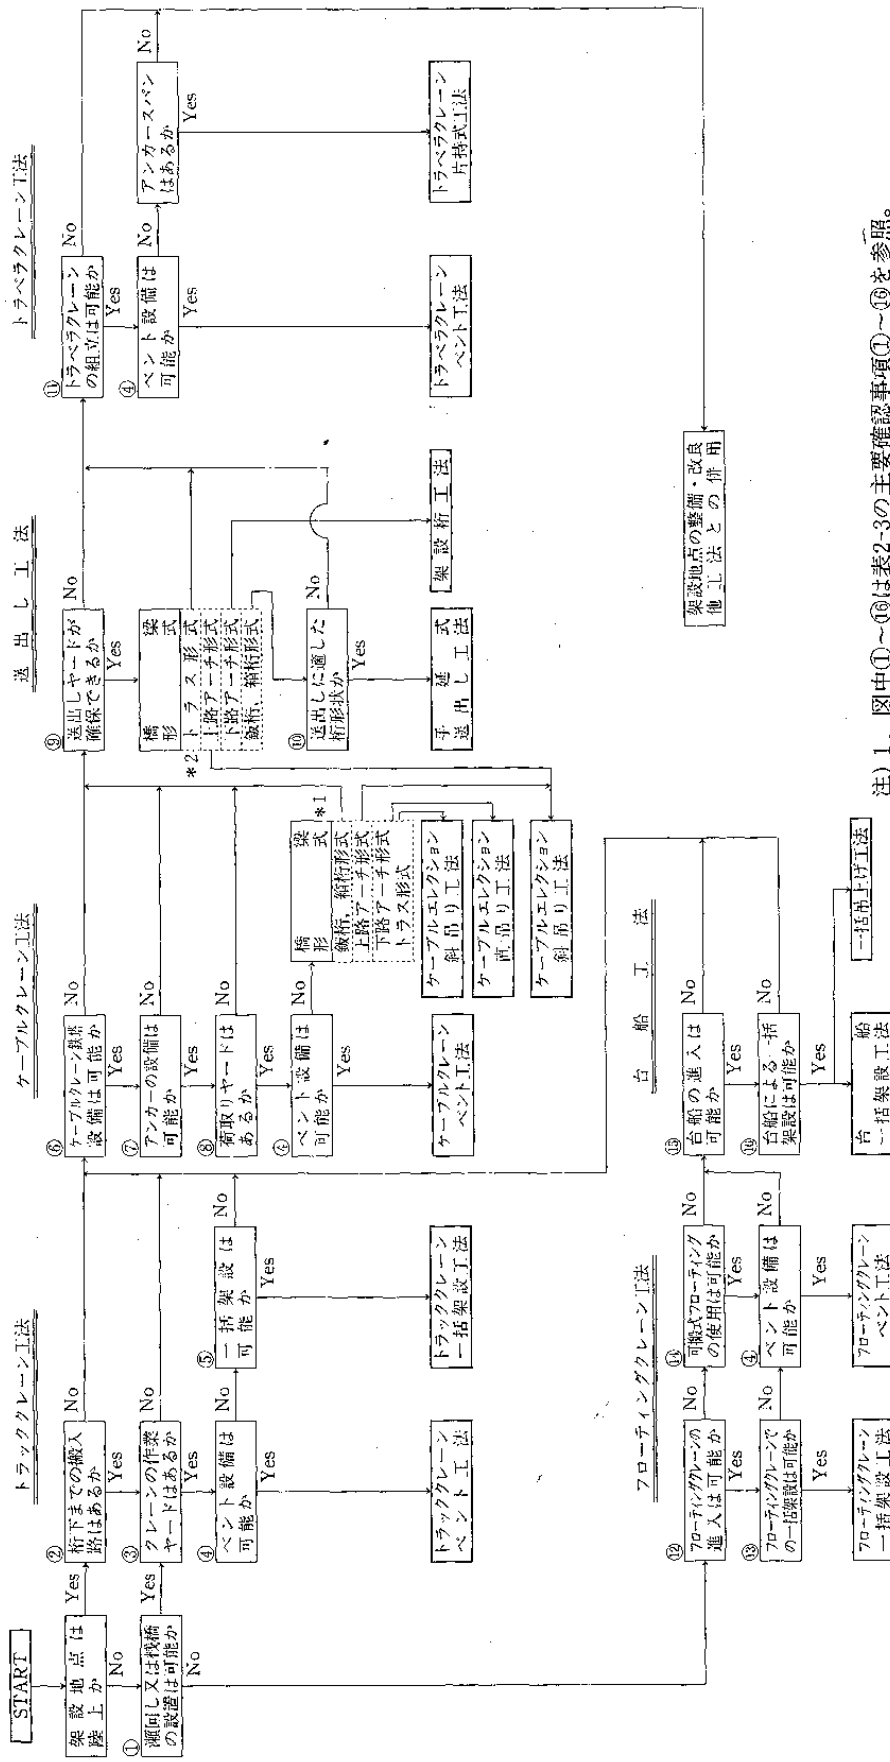 START
架設地点は
陸上か
Yes
No
①
瀬回し又は桟橋
の設置は可能か
Yes
No
トラッククレーン工法
②
桁下までの搬入
路はあるか
No
Yes
③
クレーンの作業
ヤードはあるか
No
Yes
④
ベント設備は
可能か
No
Yes
⑤
一括架設は
可能か
No
Yes
トラッククレーン
ベント工法
トラッククレーン
一括架設工法
ケーブルクレーン工法
⑥
ケーブルクレーン鉄塔
設備は可能か
No
Yes
⑦
アンカーの設備は
可能か
No
Yes
⑧
荷取りヤードは
あるか
No
Yes
④
ベント設備は
可能か
No
Yes
橋梁
形式
*1
鈑桁、箱桁形式
上路アーチ形式
下路アーチ形式
トラス形式
ケーブルクレーン
ベント工法
ケーブルエレクション
斜吊り工法
ケーブルエレクション
直吊り工法
ケーブルエレクション
斜吊り工法
送出し工法
⑨
送出しヤードが
確保できるか
No
Yes
橋梁
形式
*2
トラス形式
上路アーチ形式
下路アーチ形式
鈑桁、箱桁形式
⑩
送出しに適した
桁形状か
No
Yes
手延式
送出し工法
架設桁工法
トラベラクレーン工法
⑪
トラベラクレーン
の組立は可能か
No
Yes
④
ベント設備は
可能か
No
Yes
アンカースパン
はあるか
No
Yes
トラベラクレーン
ベント工法
トラベラクレーン
片持式工法
架設地点の整備・改良
他工法との併用
フローティングクレーン工法
⑫
フローティングクレーンの
進入は可能か
No
Yes
⑬
フローティングクレーンで
の一括架設は可能か
No
Yes
⑭
可搬式フローティング
の使用は可能か
No
Yes
④
ベント設備は
可能か
No
Yes
フローティングクレーン
一括架設工法
フローティングクレーン
ベント工法
台船工法
⑮
台船の進入は
可能か
No
Yes
⑯
台船による一括
架設は可能か
No
Yes
台船
一括架設工法
一括吊上げ工法
注) 1. 図中①~⑯は表2-3の主要確認事項①~⑯を参照。